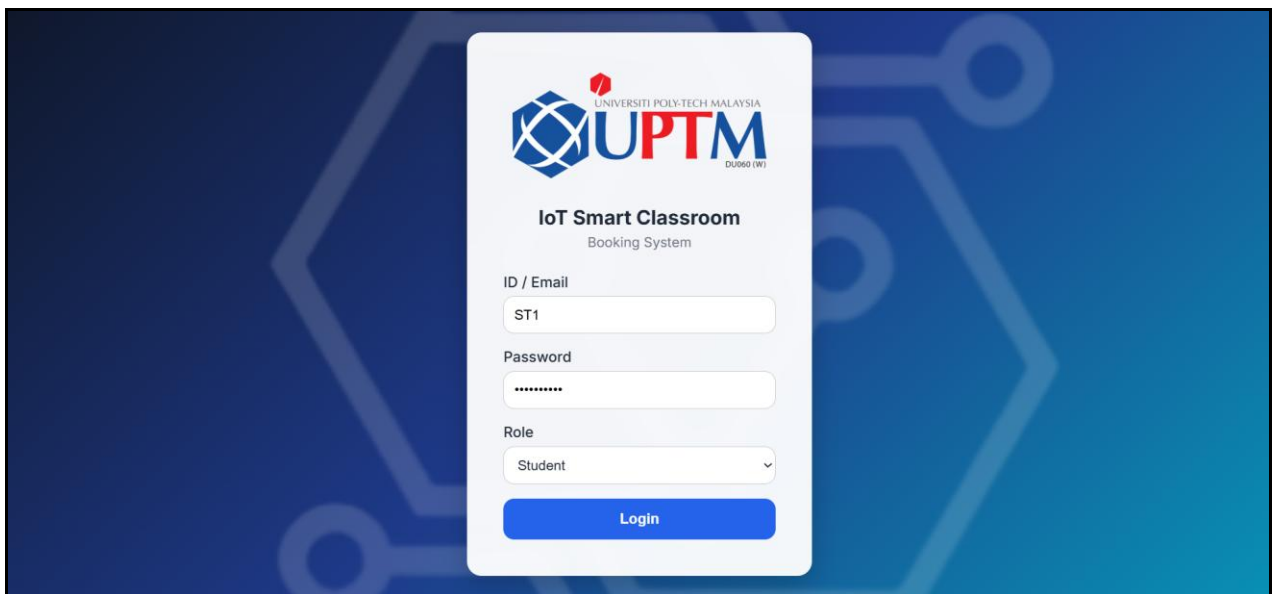 UNIVERSITI POLY-TECH MALAYSIA
UPTM
DU060 (W)
IoT Smart Classroom
Booking System
ID / Email
ST1
Password
••••••••••
Role
Student
Login